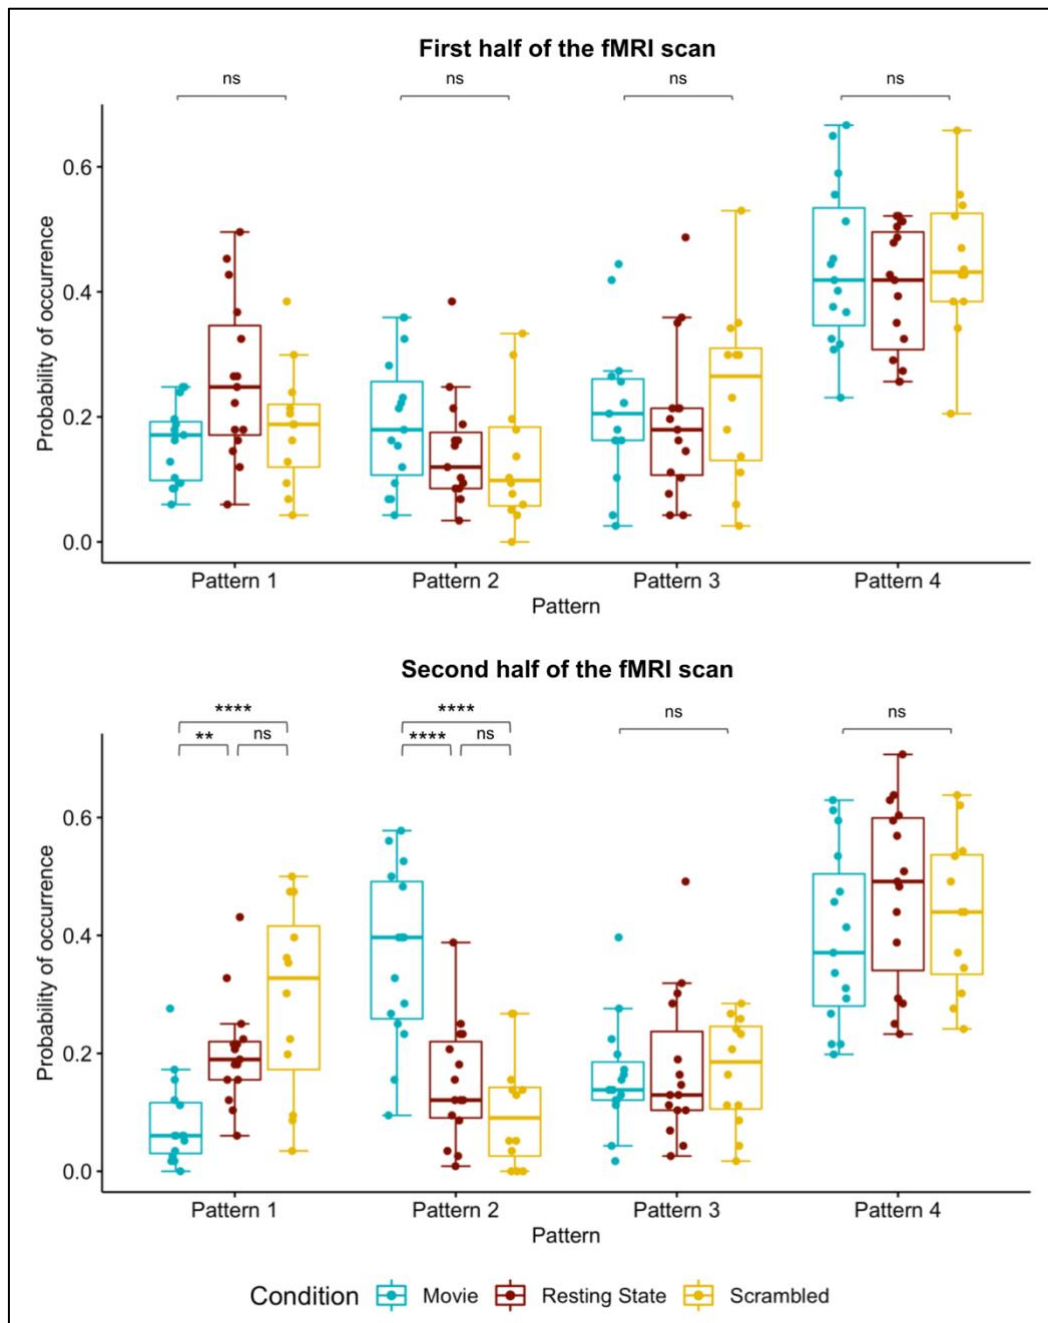 First half of the fMRI scan
ns ns ns ns
Probability of occurrence
0.6
0.4
0.2
0.0
Pattern 1 Pattern 2 Pattern 3 Pattern 4
Pattern
Second half of the fMRI scan
**** **** ns ns
** ns **** ns
Probability of occurrence
0.6
0.4
0.2
0.0
Pattern 1 Pattern 2 Pattern 3 Pattern 4
Pattern
Condition Movie Resting State Scrambled